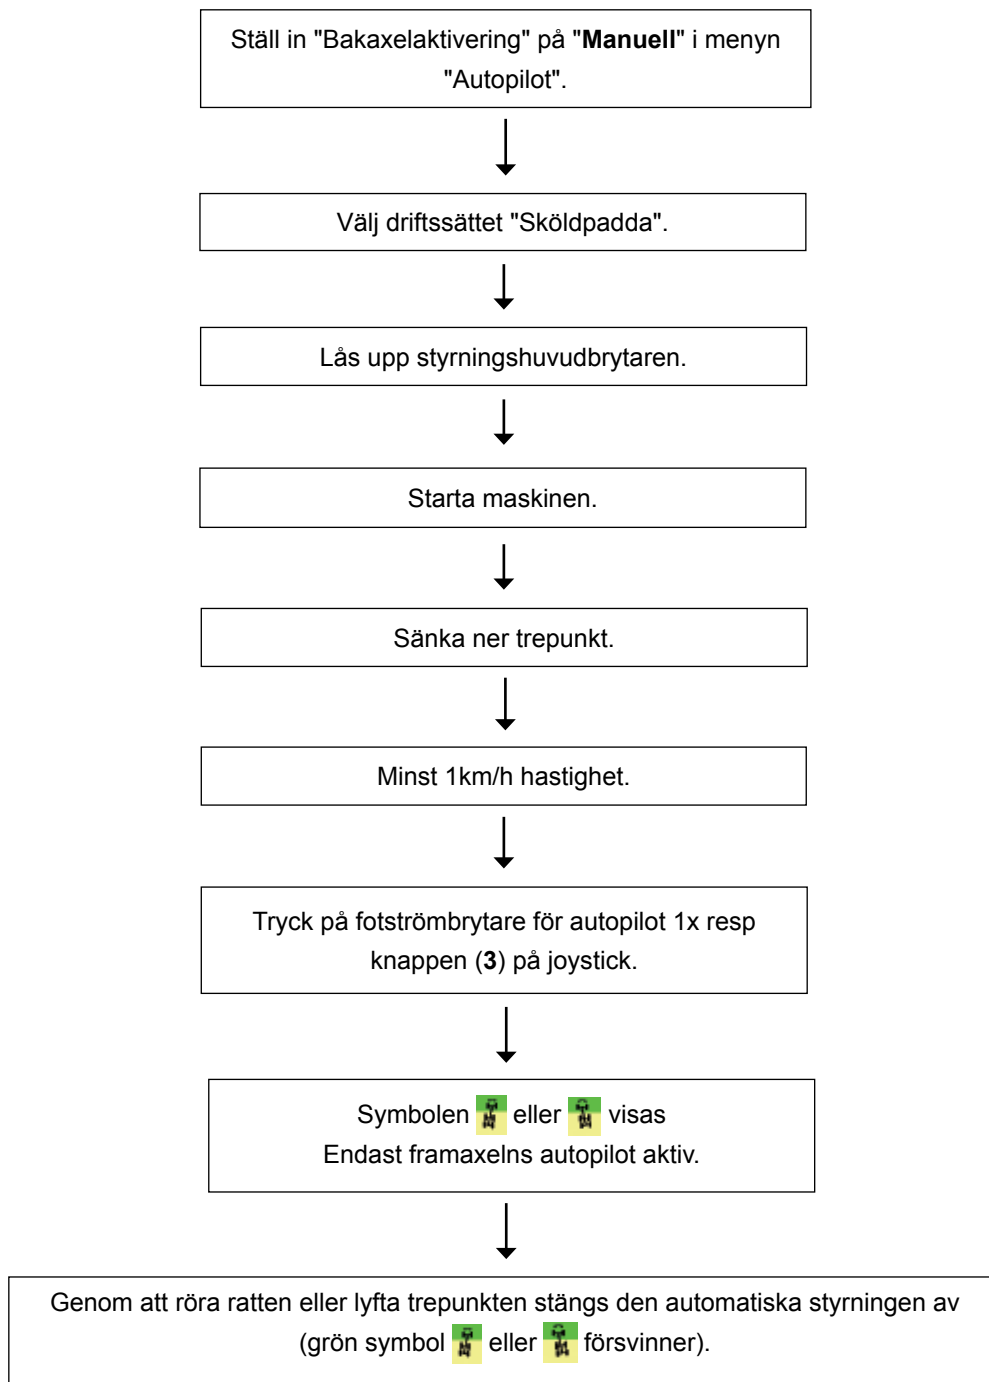 Ställ in "Bakaxelaktivering" på "Manuell" i menyn
"Autopilot".
Välj driftssättet "Sköldpadda".
Lås upp styrningshuvudbrytaren.
Starta maskinen.
Sänka ner trepunkt.
Minst 1km/h hastighet.
Tryck på fotströmbrytare för autopilot 1x resp
knappen (3) på joystick.
Symbolen eller visas
Endast framaxelns autopilot aktiv.
Genom att röra ratten eller lyfta trepunkten stängs den automatiska styrningen av
(grön symbol eller försvinner).